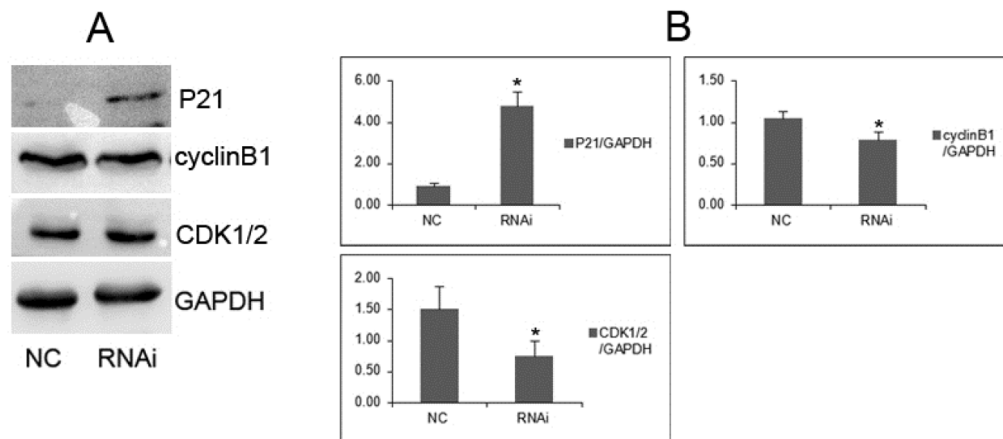 A
P21
cyclinB1
CDK1/2
GAPDH
NC RNAi
B
6.00
4.00
2.00
0.00
*
NC RNAi
P21/GAPDH
1.50
1.00
0.50
0.00
*
NC RNAi
cyclinB1
/GAPDH
2.00
1.50
1.00
0.50
0.00
*
NC RNAi
CDK1/2
/GAPDH